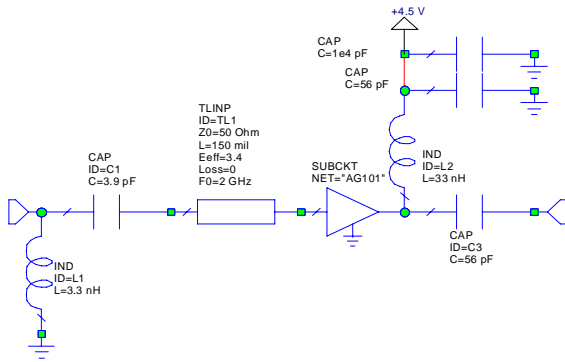 +4.5 V
CAP
C=1e4 pF
CAP
C=56 pF
TLINP
ID=TL1
Z0=50 Ohm
L=150 mil
Eeff=3.4
Loss=0
F0=2 GHz
CAP
ID=C1
C=3.9 pF
SUBCKT
NET="AG101"
IND
ID=L2
L=33 nH
CAP
ID=C3
C=56 pF
IND
ID=L1
L=3.3 nH